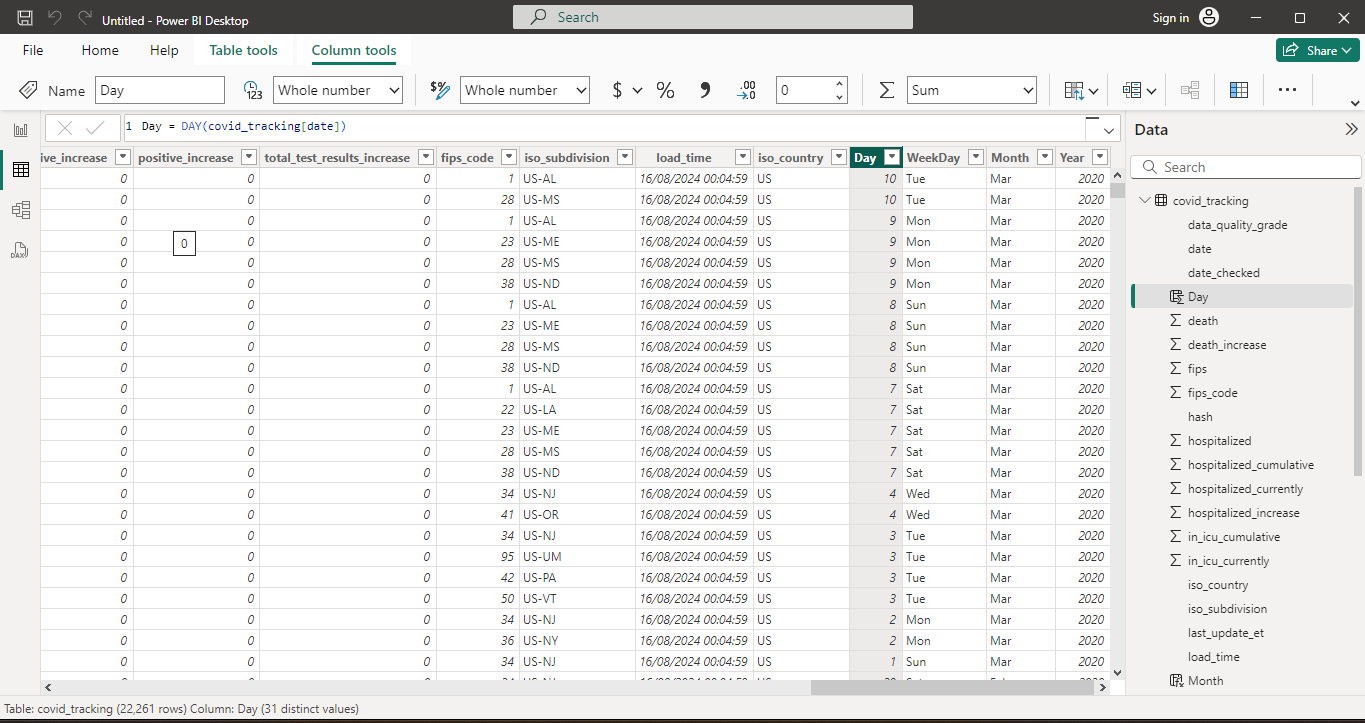 Untitled - Power BI Desktop
Search
Sign in
File Home Help Table tools Column tools
Share
Name Day
123
Whole number
Whole number
$ % , .00 0
Sum
1 Day = DAY(covid_tracking[date])
ive_increase positive_increase total_test_results_increase fips_code iso_subdivision load_time iso_country Day WeekDay Month Year
0 0 0 1 US-AL 16/08/2024 00:04:59 US 10 Tue Mar 2020
0 0 0 28 US-MS 16/08/2024 00:04:59 US 10 Tue Mar 2020
0 0 0 1 US-AL 16/08/2024 00:04:59 US 9 Mon Mar 2020
0 0 0 0 23 US-ME 16/08/2024 00:04:59 US 9 Mon Mar 2020
0 0 0 28 US-MS 16/08/2024 00:04:59 US 9 Mon Mar 2020
0 0 0 38 US-ND 16/08/2024 00:04:59 US 9 Mon Mar 2020
0 0 0 1 US-AL 16/08/2024 00:04:59 US 8 Sun Mar 2020
0 0 0 23 US-ME 16/08/2024 00:04:59 US 8 Sun Mar 2020
0 0 0 28 US-MS 16/08/2024 00:04:59 US 8 Sun Mar 2020
0 0 0 38 US-ND 16/08/2024 00:04:59 US 8 Sun Mar 2020
0 0 0 1 US-AL 16/08/2024 00:04:59 US 7 Sat Mar 2020
0 0 0 22 US-LA 16/08/2024 00:04:59 US 7 Sat Mar 2020
0 0 0 23 US-ME 16/08/2024 00:04:59 US 7 Sat Mar 2020
0 0 0 28 US-MS 16/08/2024 00:04:59 US 7 Sat Mar 2020
0 0 0 38 US-ND 16/08/2024 00:04:59 US 7 Sat Mar 2020
0 0 0 34 US-NJ 16/08/2024 00:04:59 US 4 Wed Mar 2020
0 0 0 41 US-OR 16/08/2024 00:04:59 US 4 Wed Mar 2020
0 0 0 34 US-NJ 16/08/2024 00:04:59 US 3 Tue Mar 2020
0 0 0 95 US-UM 16/08/2024 00:04:59 US 3 Tue Mar 2020
0 0 0 42 US-PA 16/08/2024 00:04:59 US 3 Tue Mar 2020
0 0 0 50 US-VT 16/08/2024 00:04:59 US 3 Tue Mar 2020
0 0 0 34 US-NJ 16/08/2024 00:04:59 US 2 Mon Mar 2020
0 0 0 36 US-NY 16/08/2024 00:04:59 US 2 Mon Mar 2020
0 0 0 34 US-NJ 16/08/2024 00:04:59 US 1 Sun Mar 2020
Data
Search
covid_tracking
data_quality_grade
date
date_checked
Day
death
death_increase
fips
fips_code
hash
hospitalized
hospitalized_cumulative
hospitalized_currently
hospitalized_increase
in_icu_cumulative
in_icu_currently
iso_country
iso_subdivision
last_update_et
load_time
Month
DAX
Table: covid_tracking (22,261 rows) Column: Day (31 distinct values)